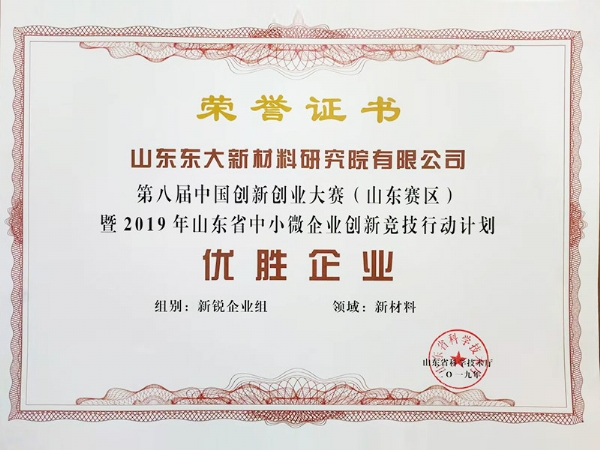 荣誉证书
山东东大新材料研究院有限公司
第八届中国创新创业大赛（山东赛区）
暨2019年山东省中小微企业创新竞技行动计划
优胜企业
组别：新锐企业组 领域：新材料
山东省科学技术厅
二〇一九年